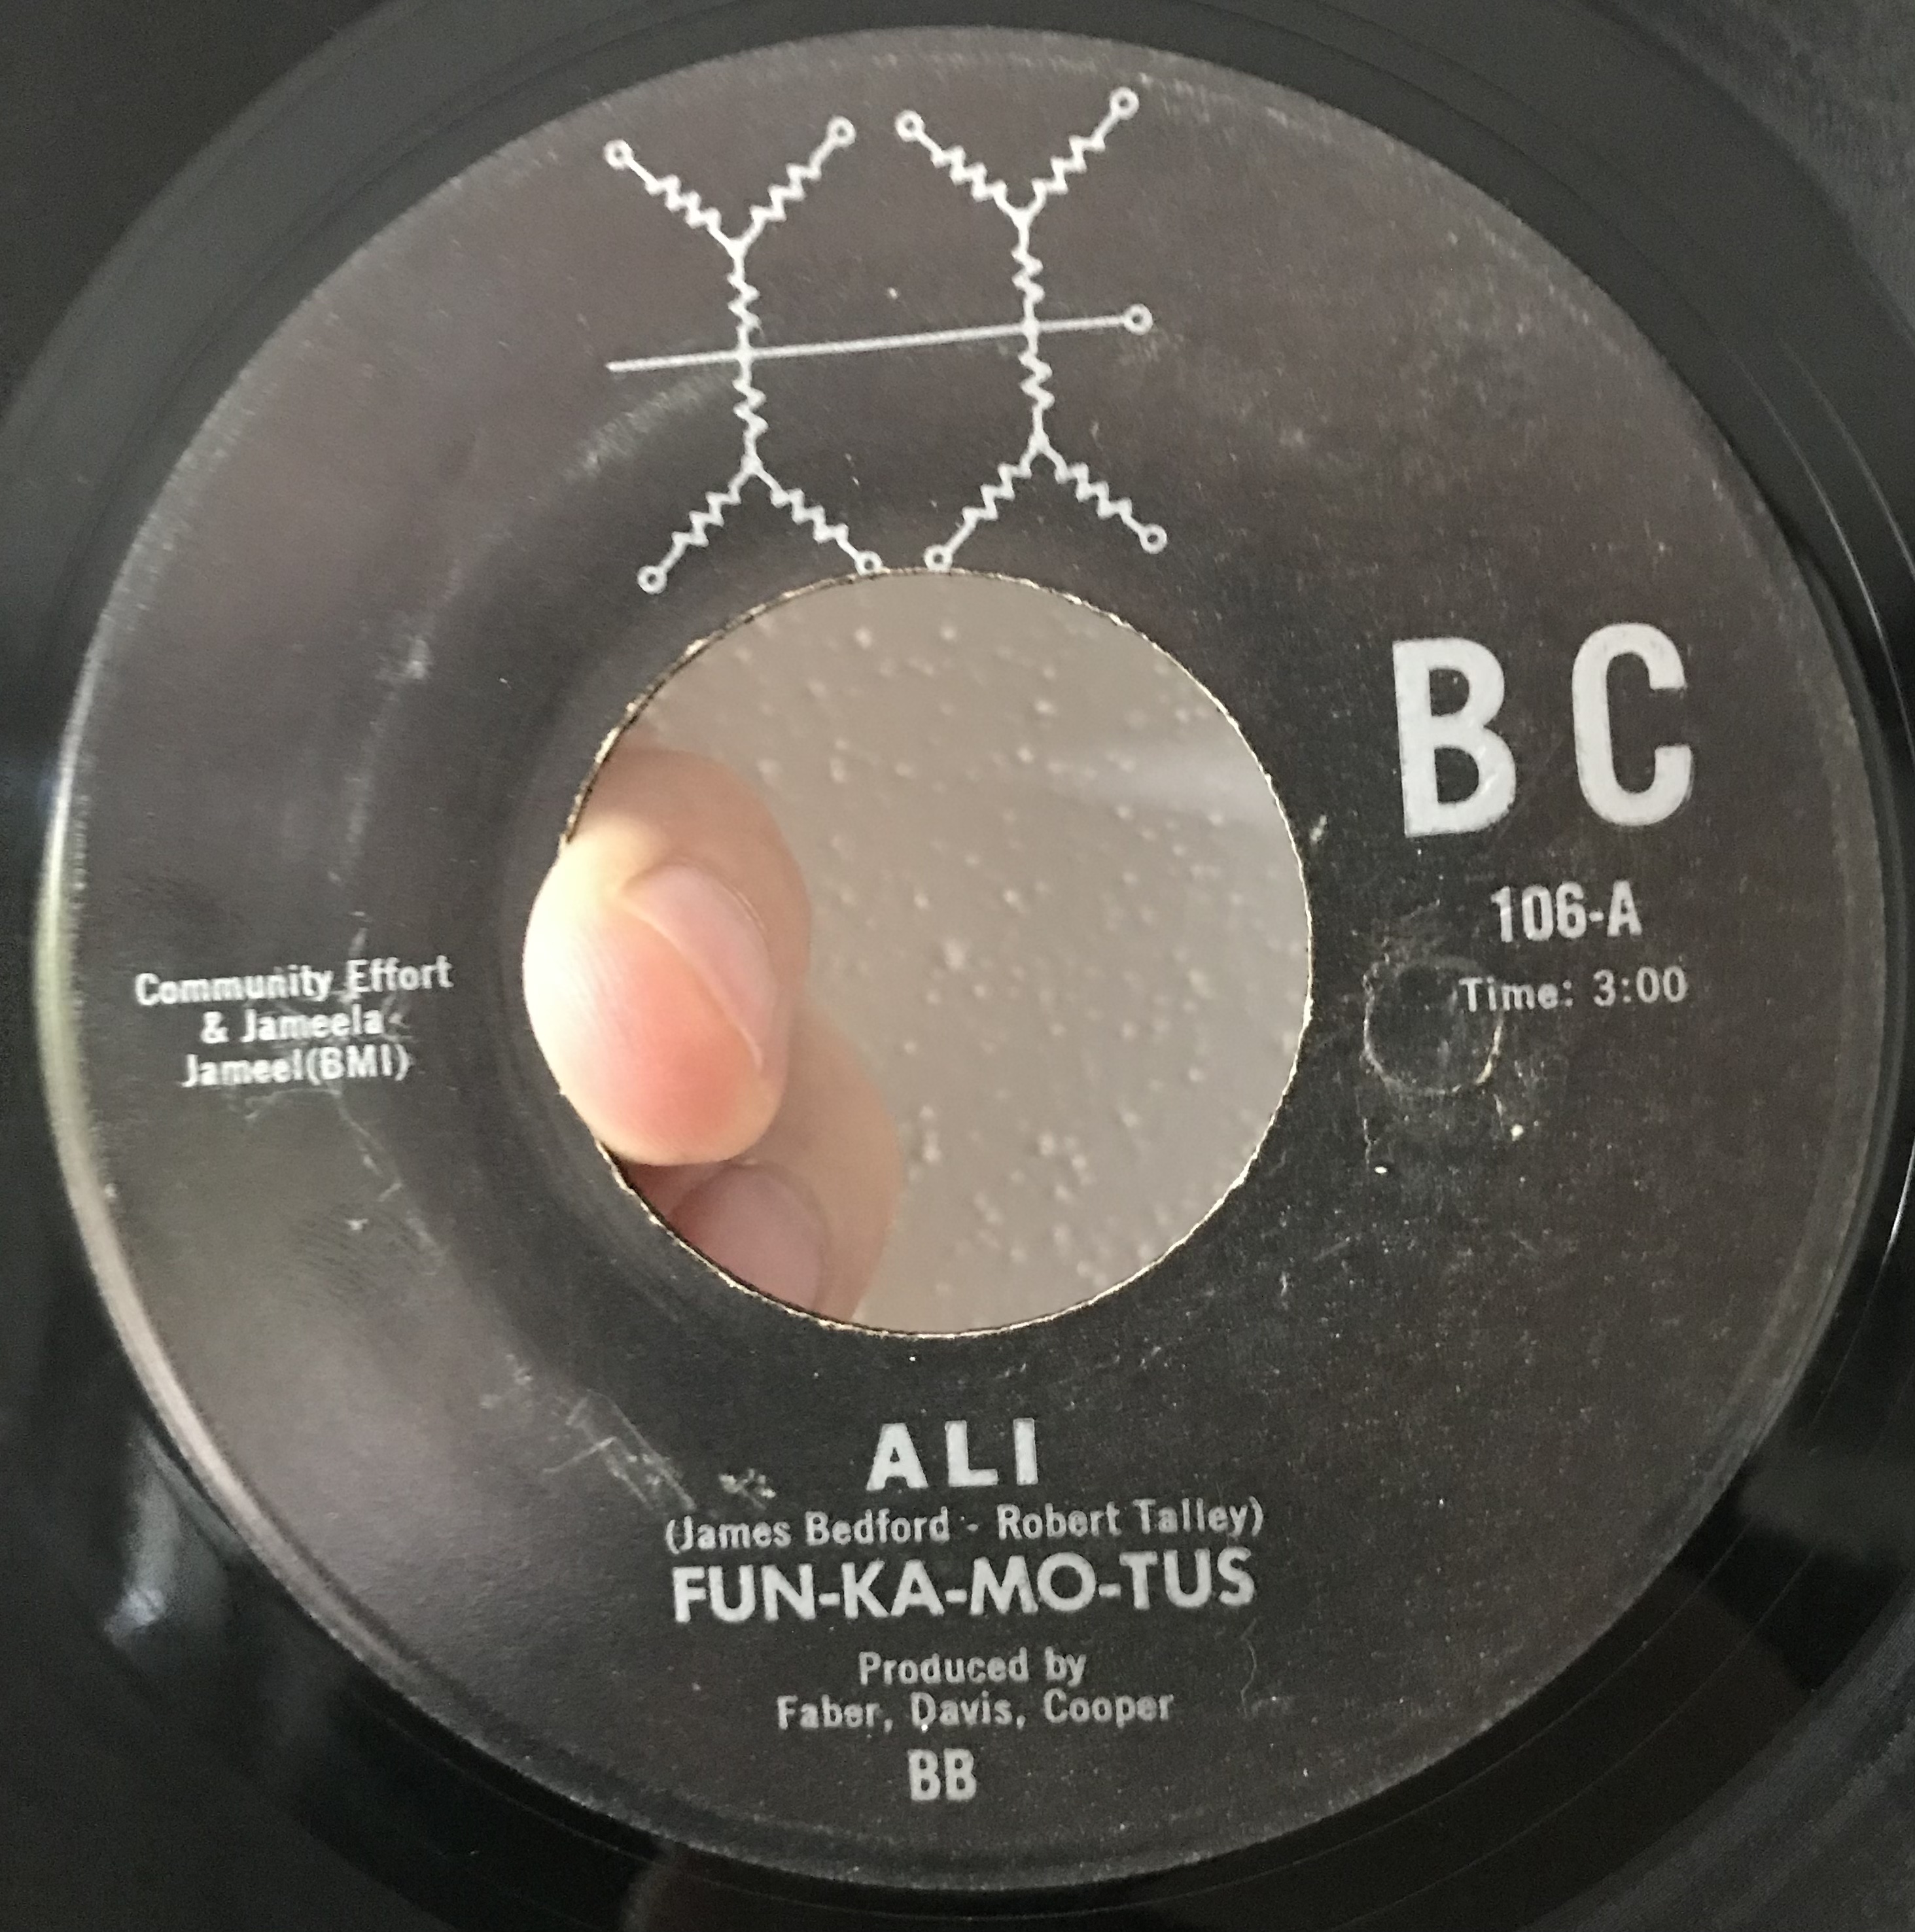 B C
106-A
Time: 3:00
Community Effort
& Jameela
Jameel(BMI)
ALI
(James Bedford - Robert Talley)
FUN-KA-MO-TUS
Produced by
Faber, Davis, Cooper
BB